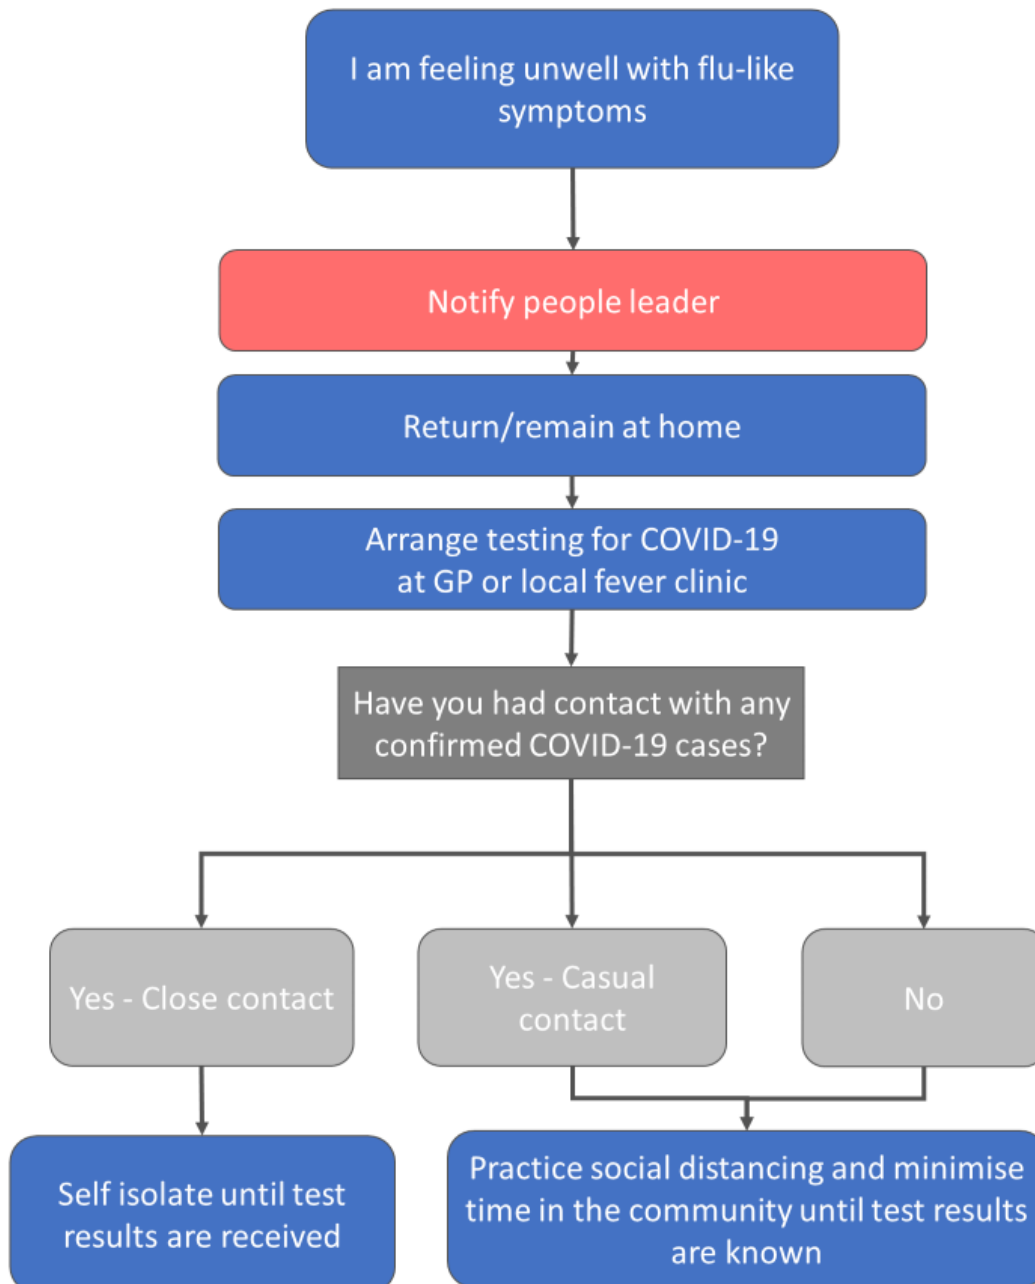 I am feeling unwell with flu-like
symptoms
Notify people leader
Return/remain at home
Arrange testing for COVID-19
at GP or local fever clinic
Have you had contact with any
confirmed COVID-19 cases?
Yes - Close contact
Yes - Casual
contact
No
Self isolate until test
results are received
Practice social distancing and minimise
time in the community until test results
are known